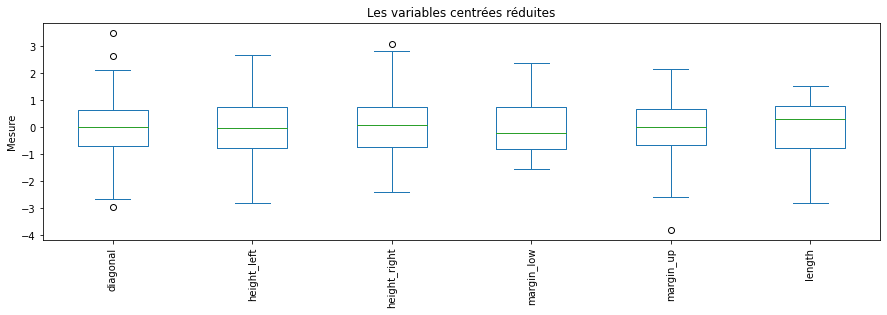 Les variables centrées réduites
Mesure
3
2
1
0
−1
−2
−3
−4
diagonal
height_left
height_right
margin_low
margin_up
length